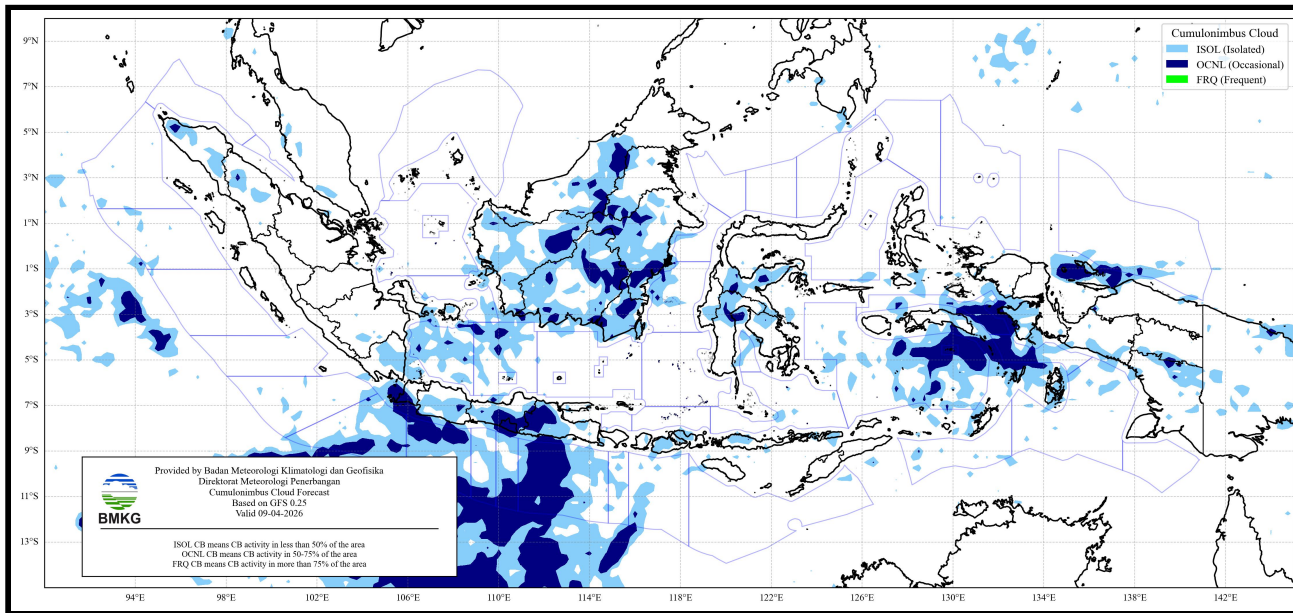 Cumulonimbus Cloud
ISOL (Isolated)
OCNL (Occasional)
FRQ (Frequent)
9°N
7°N
5°N
3°N
1°N
1°S
3°S
5°S
7°S
9°S
11°S
13°S
Provided by Badan Meteorologi Klimatologi dan Geofisika
Direktorat Meteorologi Penerbangan
Cumulonimbus Cloud Forecast
Based on GFS 0.25
Valid 09-04-2026
BMKG
ISOL CB means CB activity in less than 50% of the area
OCNL CB means CB activity in 50-75% of the area
FRQ CB means CB activity in more than 75% of the area
94°E 98°E 102°E 106°E 110°E 114°E 118°E 122°E 126°E 130°E 134°E 138°E 142°E